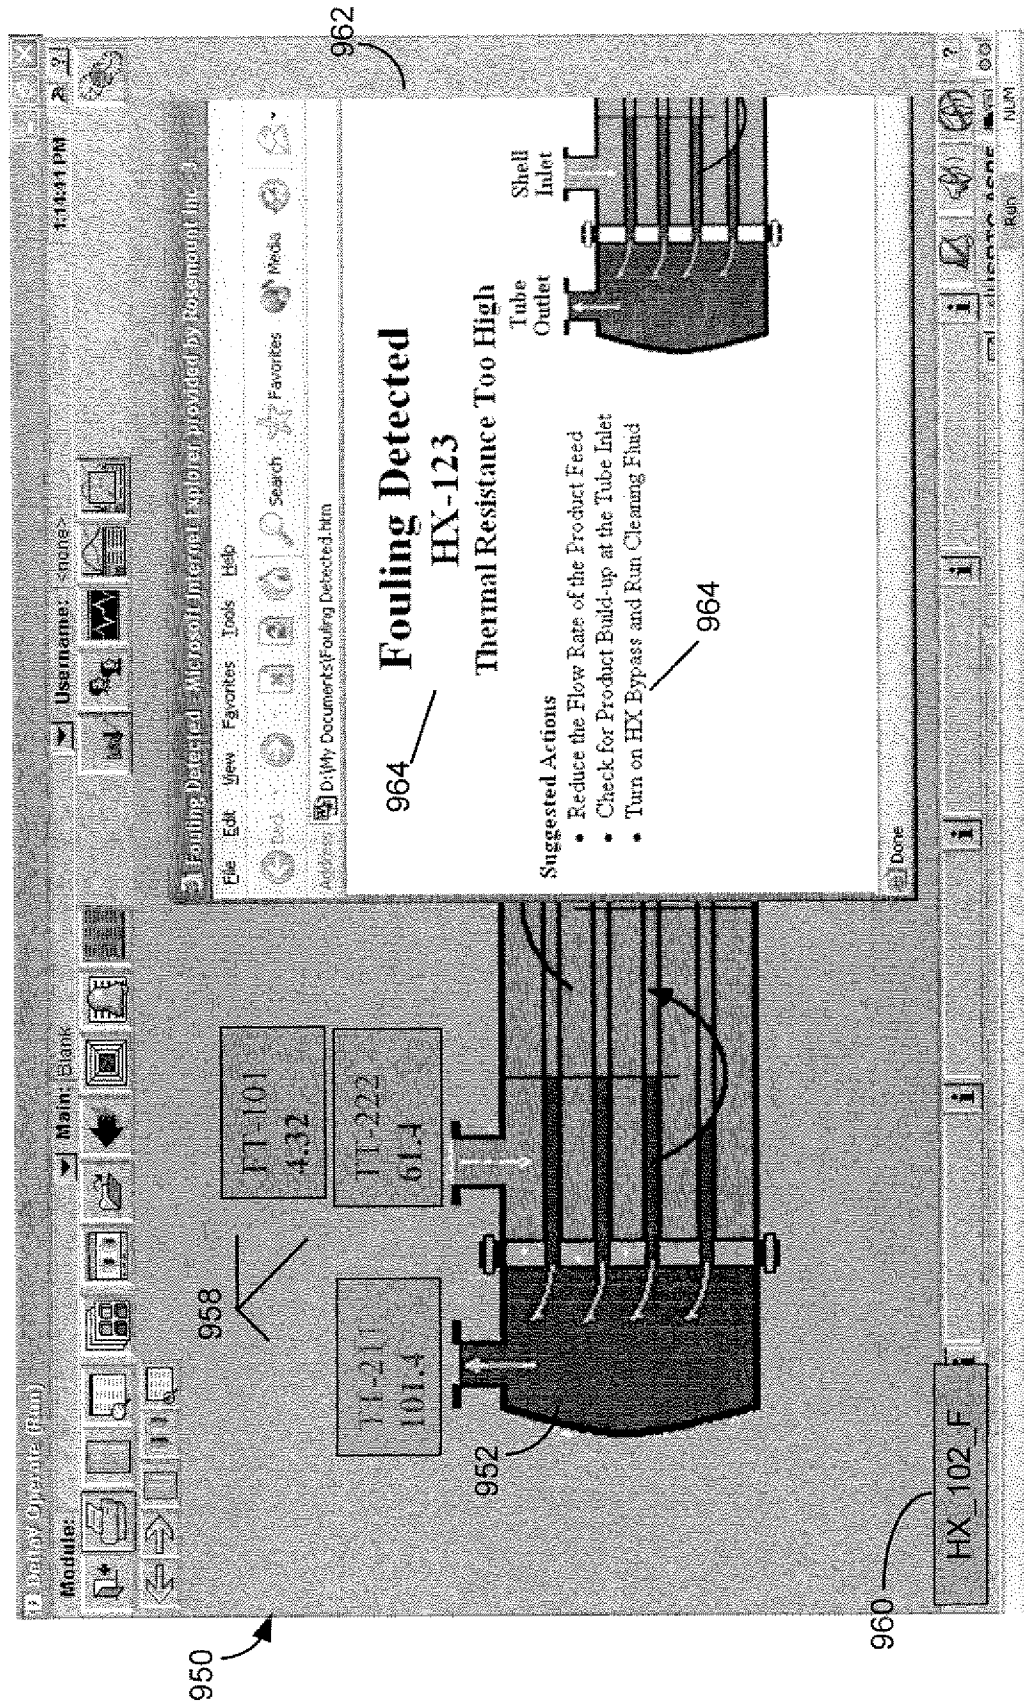 DeltaV Operate (Run)
Module:
Main: Blank
Username: <none>
1:14:41 PM
Fouling Detected - Microsoft Internet Explorer provided by Rosemount Inc.
File Edit View Favorites Tools Help
Back
Search Favorites Media
Address D:\My Documents\Fouling Detected.htm
Fouling Detected
HX-123
Thermal Resistance Too High
Suggested Actions
• Reduce the Flow Rate of the Product Feed
• Check for Product Build-up at the Tube Inlet
• Turn on HX Bypass and Run Cleaning Fluid
Tube
Outlet
Shell
Inlet
Done
FT-101
4.32
TT-222
61.4
TT-211
101.4
HX_102_F
Run
NUM
950
952
958
960
962
964
964